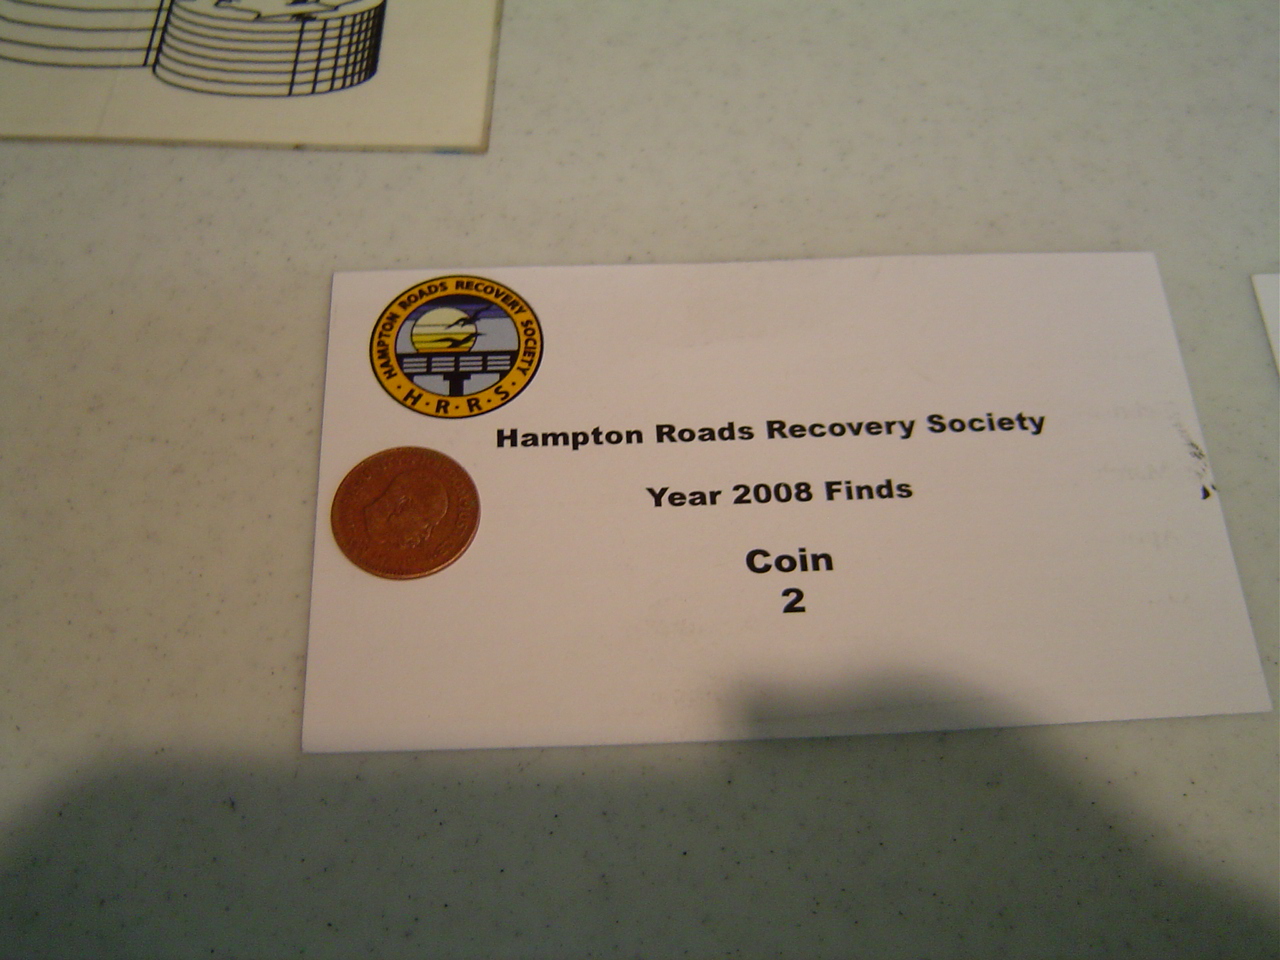 HAMPTON ROADS RECOVERY SOCIETY
· H · R · R · S ·
Hampton Roads Recovery Society
Year 2008 Finds
Coin
2